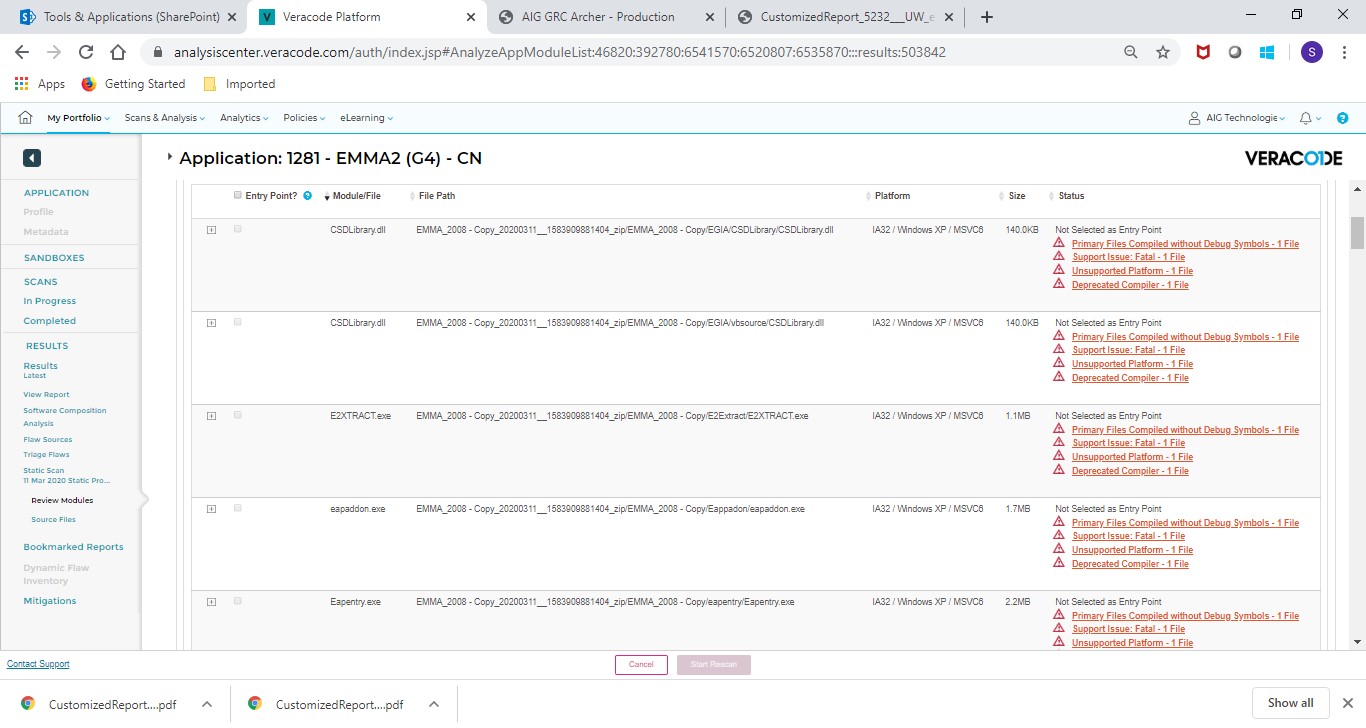 Tools & Applications (SharePoint)
Veracode Platform
AIG GRC Archer - Production
CustomizedReport_5232___UW_e
analysiscenter.veracode.com/auth/index.jsp#AnalyzeAppModuleList:46820:392780:6541570:6520807:6535870:::results:503842
S
Apps
Getting Started
Imported
My Portfolio
Scans & Analysis
Analytics
Policies
eLearning
AIG Technologie
Application: 1281 - EMMA2 (G4) - CN
VERACODE
APPLICATION
Profile
Metadata
SANDBOXES
SCANS
In Progress
Completed
RESULTS
Results
Latest
View Report
Software Composition
Analysis
Flaw Sources
Triage Flaws
Static Scan
11 Mar 2020 Static Pro...
Review Modules
Source Files
Bookmarked Reports
Dynamic Flaw
Inventory
Mitigations
Entry Point? Module/File File Path Platform Size Status
CSDLibrary.dll EMMA_2008 - Copy_20200311__1583909881404_zip/EMMA_2008 - Copy/EGIA/CSDLibrary/CSDLibrary.dll IA32 / Windows XP / MSVC6 140.0KB Not Selected as Entry Point
Primary Files Compiled without Debug Symbols - 1 File
Support Issue: Fatal - 1 File
Unsupported Platform - 1 File
Deprecated Compiler - 1 File
CSDLibrary.dll EMMA_2008 - Copy_20200311__1583909881404_zip/EMMA_2008 - Copy/EGIA/vbsource/CSDLibrary.dll IA32 / Windows XP / MSVC6 140.0KB Not Selected as Entry Point
Primary Files Compiled without Debug Symbols - 1 File
Support Issue: Fatal - 1 File
Unsupported Platform - 1 File
Deprecated Compiler - 1 File
E2XTRACT.exe EMMA_2008 - Copy_20200311__1583909881404_zip/EMMA_2008 - Copy/E2Extract/E2XTRACT.exe IA32 / Windows XP / MSVC6 1.1MB Not Selected as Entry Point
Primary Files Compiled without Debug Symbols - 1 File
Support Issue: Fatal - 1 File
Unsupported Platform - 1 File
Deprecated Compiler - 1 File
eapaddon.exe EMMA_2008 - Copy_20200311__1583909881404_zip/EMMA_2008 - Copy/Eappadon/eapaddon.exe IA32 / Windows XP / MSVC6 1.7MB Not Selected as Entry Point
Primary Files Compiled without Debug Symbols - 1 File
Support Issue: Fatal - 1 File
Unsupported Platform - 1 File
Deprecated Compiler - 1 File
Eapentry.exe EMMA_2008 - Copy_20200311__1583909881404_zip/EMMA_2008 - Copy/eapentry/Eapentry.exe IA32 / Windows XP / MSVC6 2.2MB Not Selected as Entry Point
Primary Files Compiled without Debug Symbols - 1 File
Support Issue: Fatal - 1 File
Unsupported Platform - 1 File
Contact Support
Cancel
Start Rescan
CustomizedReport....pdf
CustomizedReport....pdf
Show all